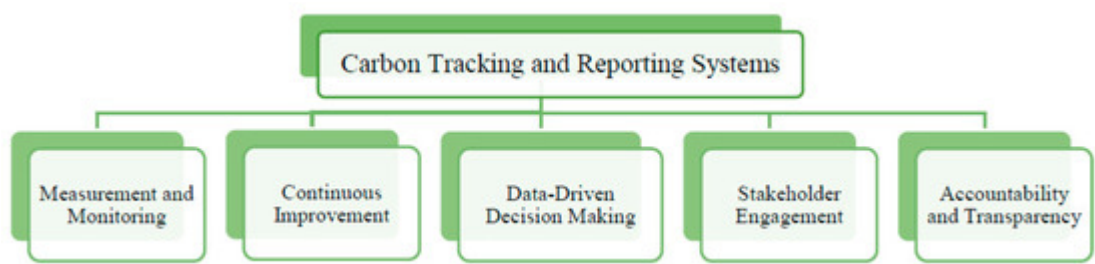 Carbon Tracking and Reporting Systems
Measurement and
Monitoring
Continuous
Improvement
Data-Driven
Decision Making
Stakeholder
Engagement
Accountability
and Transparency